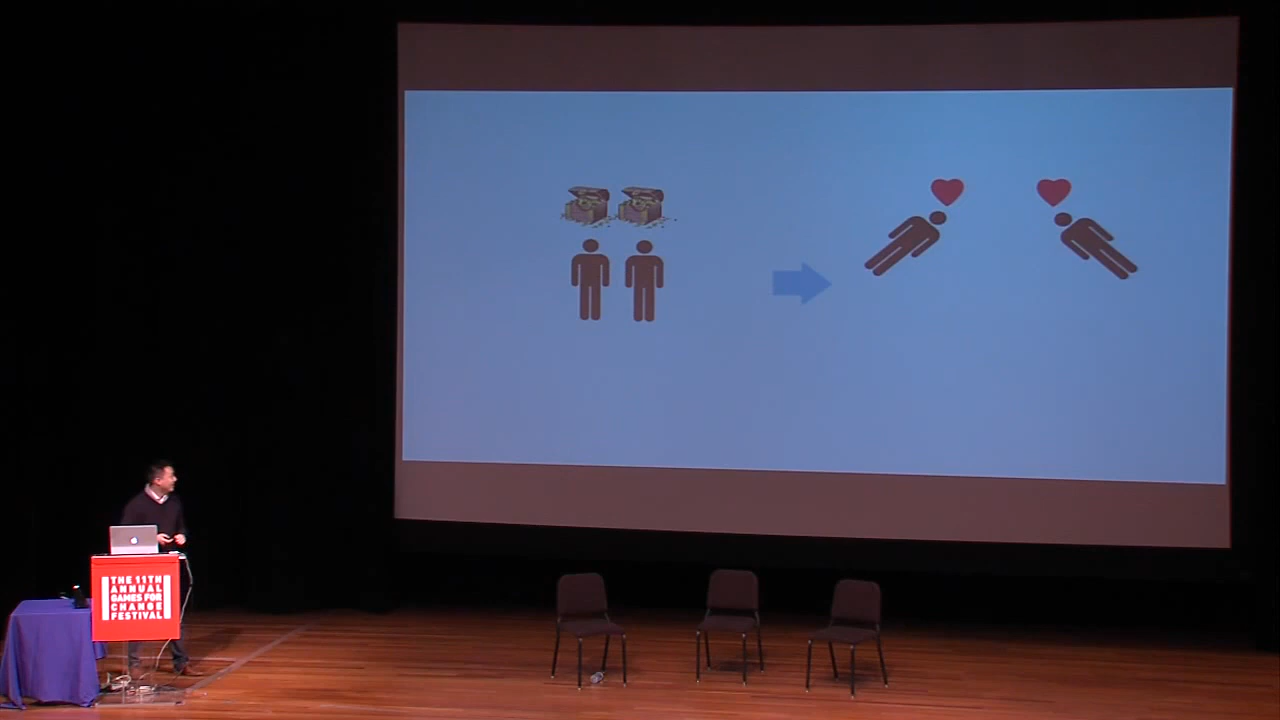 THE 11TH
ANNUAL
GAMES FOR
CHANGE
FESTIVAL